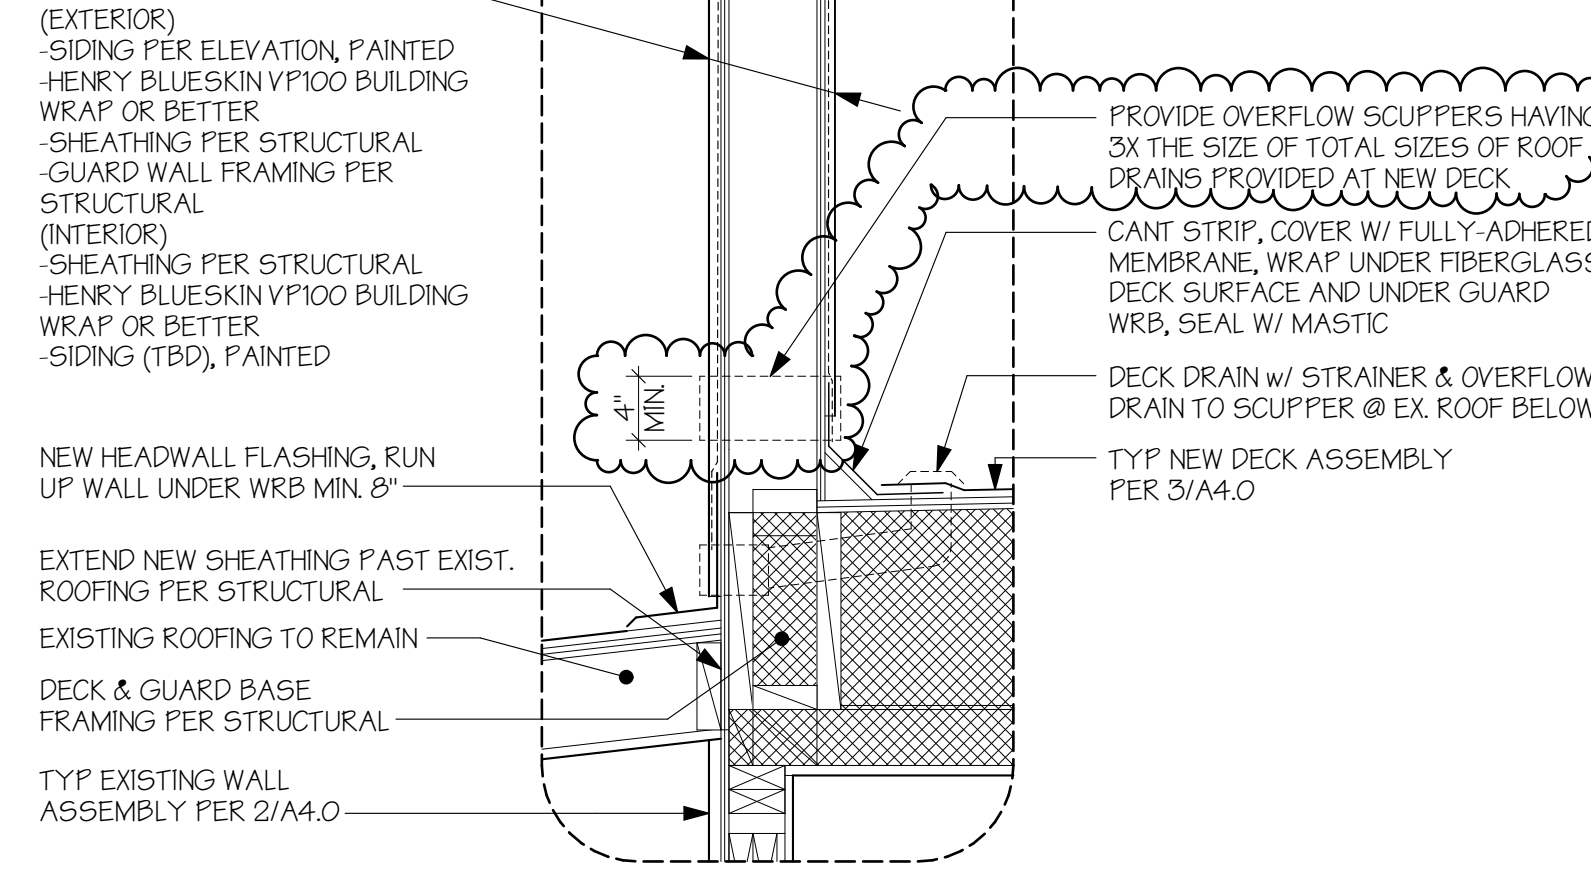 (EXTERIOR)
-SIDING PER ELEVATION, PAINTED
-HENRY BLUESKIN VP100 BUILDING
WRAP OR BETTER
-SHEATHING PER STRUCTURAL
-GUARD WALL FRAMING PER
STRUCTURAL
(INTERIOR)
-SHEATHING PER STRUCTURAL
-HENRY BLUESKIN VP100 BUILDING
WRAP OR BETTER
-SIDING (TBD), PAINTED
NEW HEADWALL FLASHING, RUN
UP WALL UNDER WRB MIN. 8"
EXTEND NEW SHEATHING PAST EXIST.
ROOFING PER STRUCTURAL
EXISTING ROOFING TO REMAIN
DECK & GUARD BASE
FRAMING PER STRUCTURAL
TYP EXISTING WALL
ASSEMBLY PER 2/A4.0
4"
MIN.
PROVIDE OVERFLOW SCUPPERS HAVING
3X THE SIZE OF TOTAL SIZES OF ROOF
DRAINS PROVIDED AT NEW DECK
CANT STRIP, COVER W/ FULLY-ADHERED
MEMBRANE, WRAP UNDER FIBERGLASS
DECK SURFACE AND UNDER GUARD
WRB, SEAL W/ MASTIC
DECK DRAIN w/ STRAINER & OVERFLOW
DRAIN TO SCUPPER @ EX. ROOF BELOW
TYP NEW DECK ASSEMBLY
PER 3/A4.0